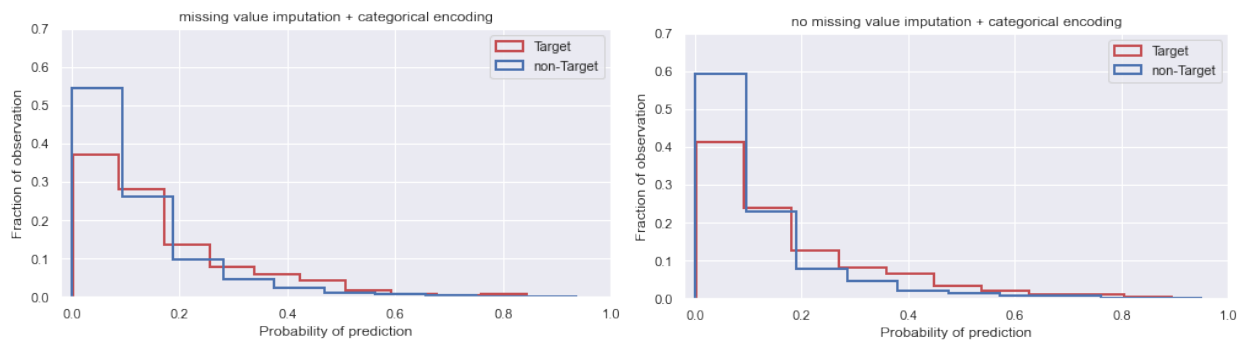 missing value imputation + categorical encoding
0.7
0.6
0.5
0.4
0.3
0.2
0.1
0.0
Fraction of observation
Target
non-Target
0.0 0.2 0.4 0.6 0.8 1.0
Probability of prediction
no missing value imputation + categorical encoding
0.7
0.6
0.5
0.4
0.3
0.2
0.1
0.0
Fraction of observation
Target
non-Target
0.0 0.2 0.4 0.6 0.8 1.0
Probability of prediction